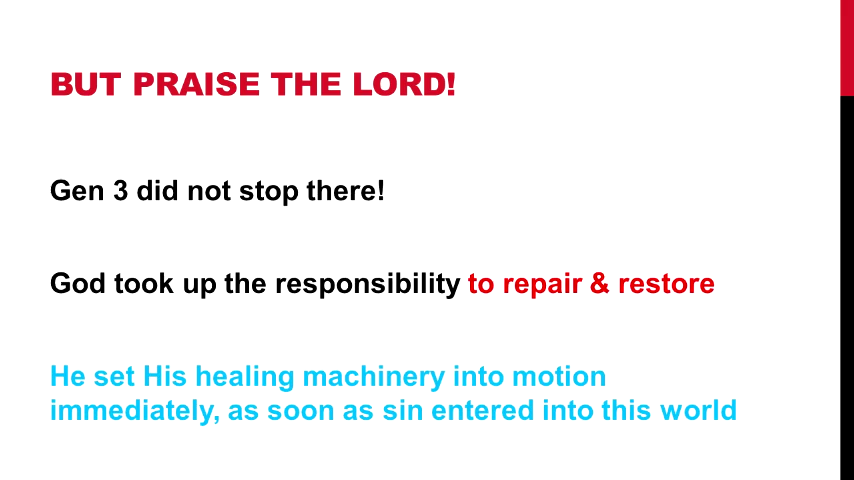 BUT PRAISE THE LORD!
Gen 3 did not stop there!
God took up the responsibility to repair & restore
He set His healing machinery into motion
immediately, as soon as sin entered into this world